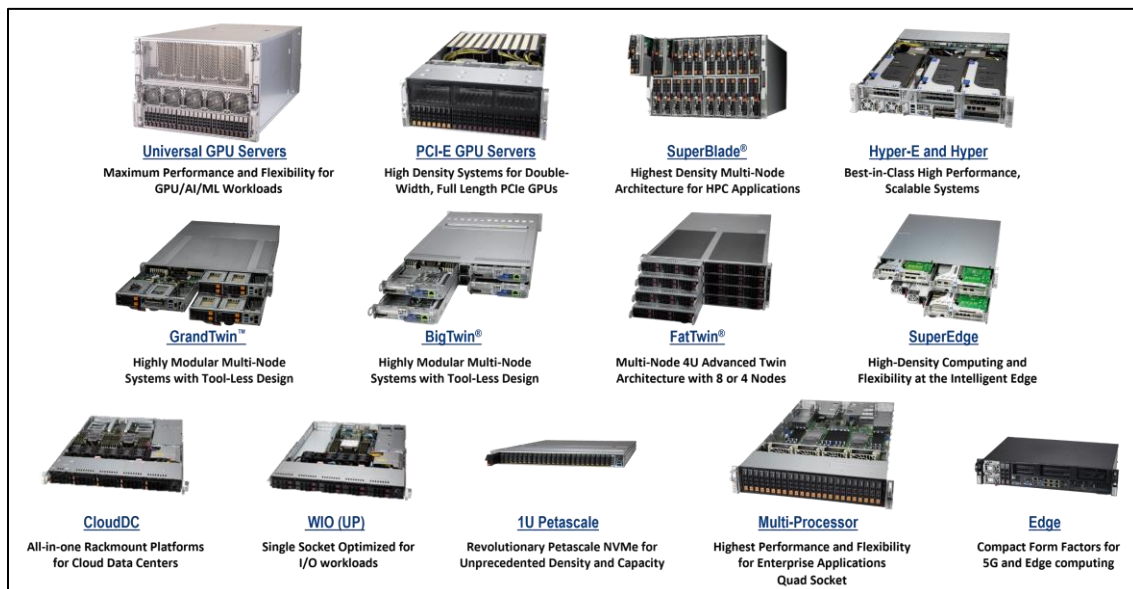 Universal GPU Servers
Maximum Performance and Flexibility for
GPU/AI/ML Workloads
PCI-E GPU Servers
High Density Systems for Double-
Width, Full Length PCIe GPUs
SuperBlade®
Highest Density Multi-Node
Architecture for HPC Applications
Hyper-E and Hyper
Best-in-Class High Performance,
Scalable Systems
GrandTwin™
Highly Modular Multi-Node
Systems with Tool-Less Design
BigTwin®
Highly Modular Multi-Node
Systems with Tool-Less Design
FatTwin®
Multi-Node 4U Advanced Twin
Architecture with 8 or 4 Nodes
SuperEdge
High-Density Computing and
Flexibility at the Intelligent Edge
CloudDC
All-in-one Rackmount Platforms
for Cloud Data Centers
WIO (UP)
Single Socket Optimized for
I/O workloads
1U Petascale
Revolutionary Petascale NVMe for
Unprecedented Density and Capacity
Multi-Processor
Highest Performance and Flexibility
for Enterprise Applications
Quad Socket
Edge
Compact Form Factors for
5G and Edge computing